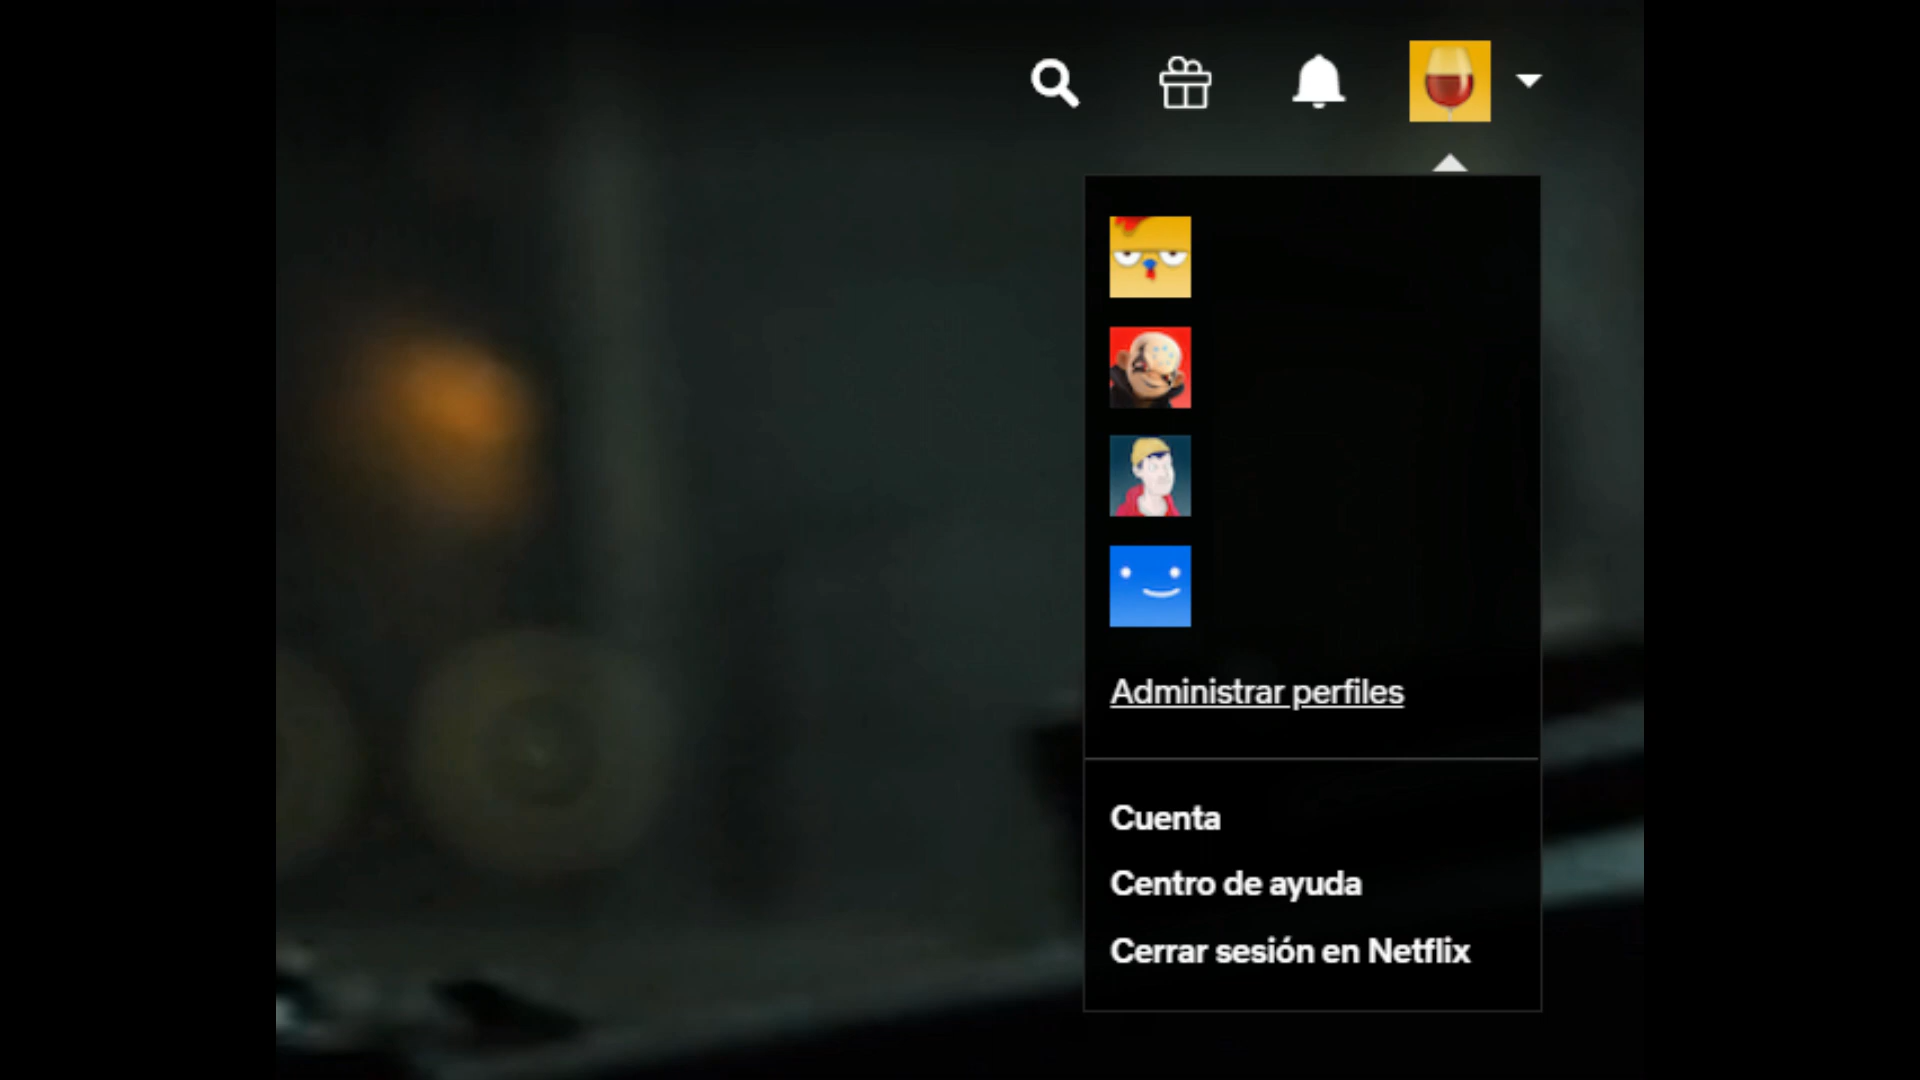 Administrar perfiles
Cuenta
Centro de ayuda
Cerrar sesión en Netflix